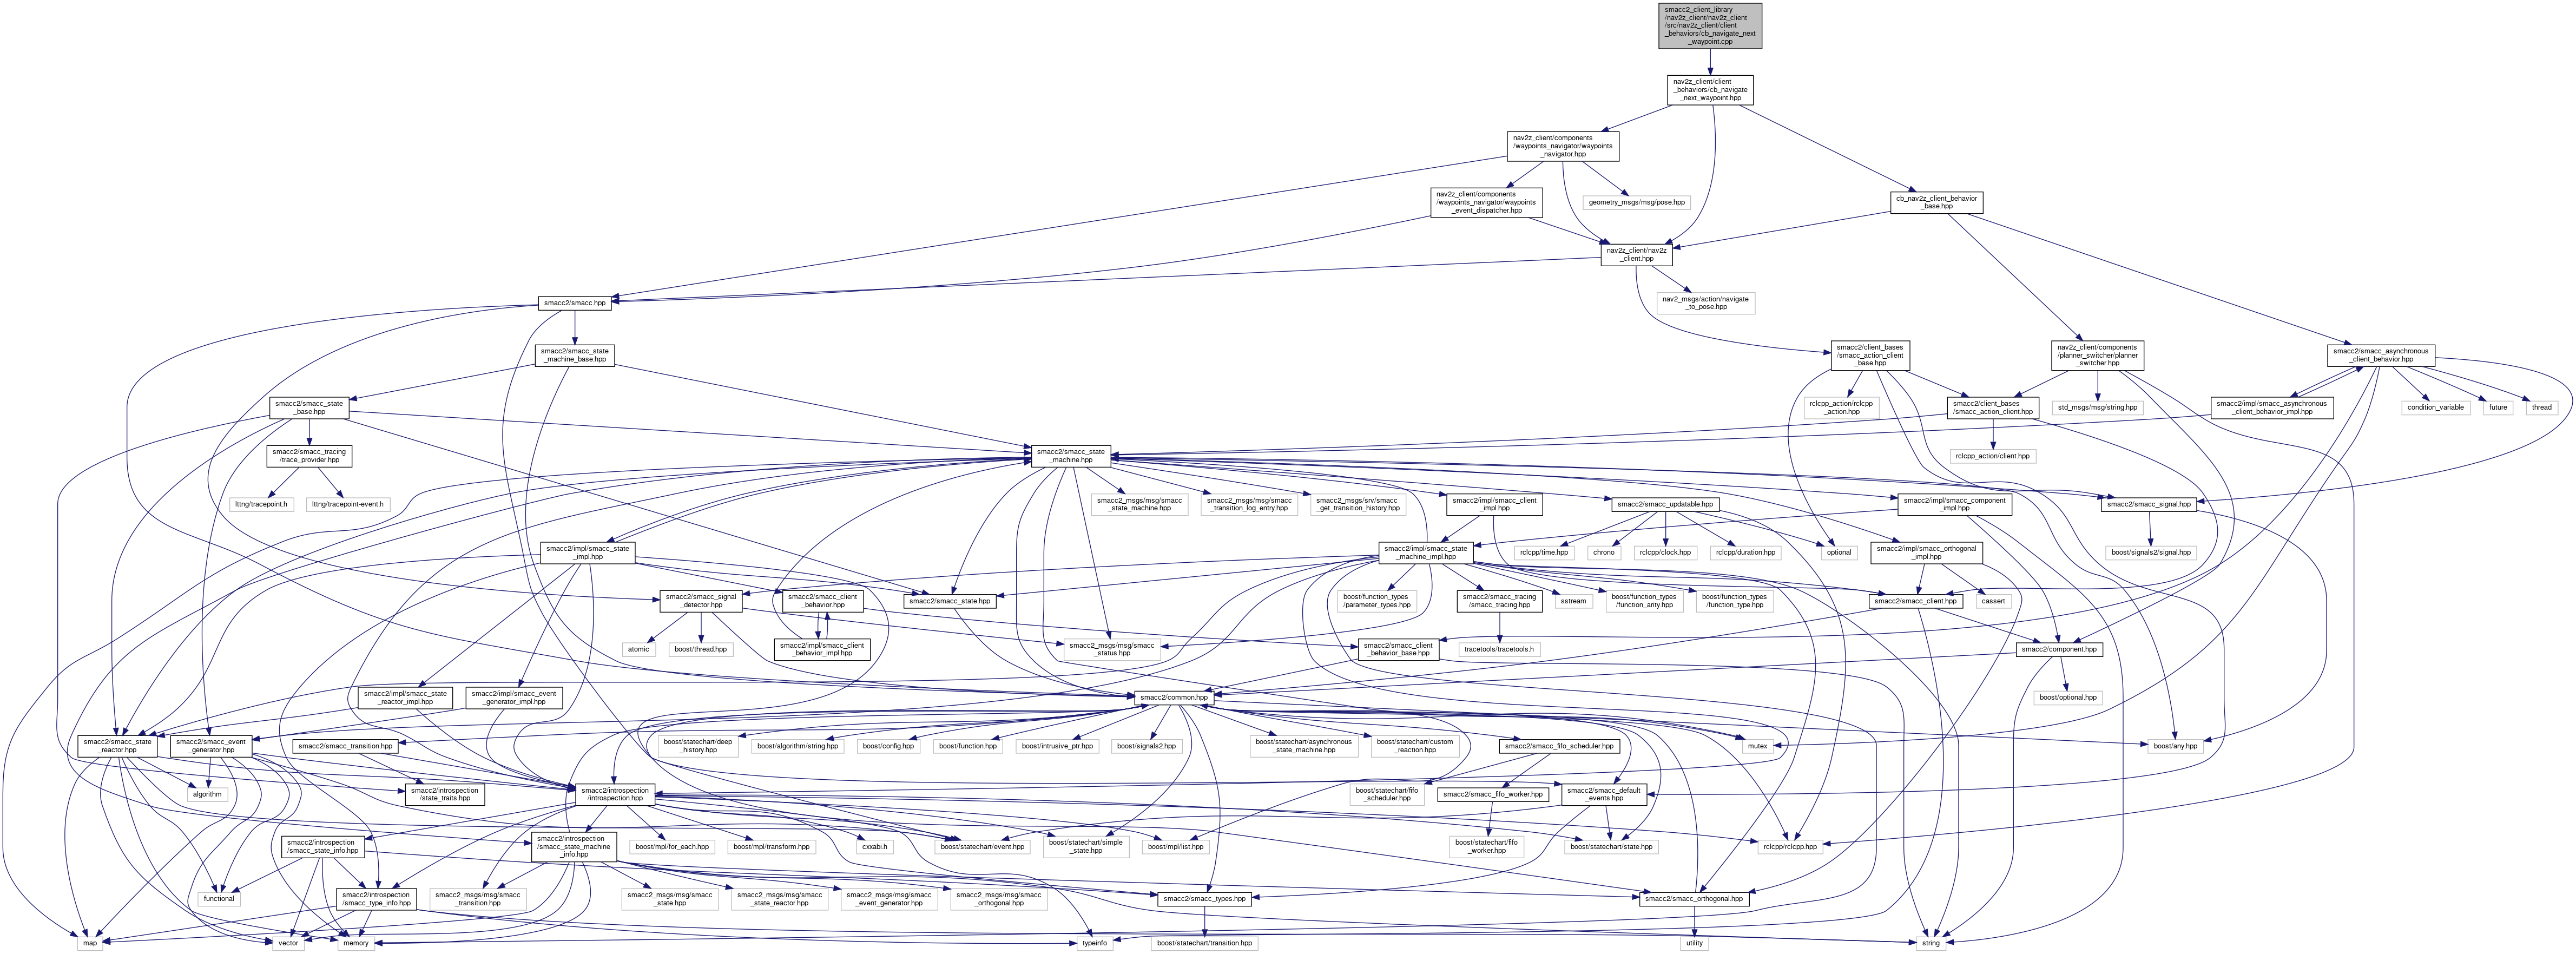 smacc2_client_library
/nav2z_client/nav2z_client
/src/nav2z_client/client
_behaviors/cb_navigate_next
_waypoint.cpp
nav2z_client/client
_behaviors/cb_navigate
_next_waypoint.hpp
nav2z_client/components
/waypoints_navigator/waypoints
_navigator.hpp
nav2z_client/components
/waypoints_navigator/waypoints
_event_dispatcher.hpp
geometry_msgs/msg/pose.hpp
cb_nav2z_client_behavior
_base.hpp
nav2z_client/nav2z
_client.hpp
smacc2/smacc.hpp
nav2_msgs/action/navigate
_to_pose.hpp
smacc2/smacc_state
_machine_base.hpp
smacc2/client_bases
/smacc_action_client
_base.hpp
nav2z_client/components
/planner_switcher/planner
_switcher.hpp
smacc2/smacc_asynchronous
_client_behavior.hpp
smacc2/smacc_state
_base.hpp
rclcpp_action/rclcpp
_action.hpp
smacc2/client_bases
/smacc_action_client.hpp
std_msgs/msg/string.hpp
smacc2/impl/smacc_asynchronous
_client_behavior_impl.hpp
condition_variable
future
thread
smacc2/smacc_tracing
/trace_provider.hpp
smacc2/smacc_state
_machine.hpp
rclcpp_action/client.hpp
lttng/tracepoint.h
lttng/tracepoint-event.h
smacc2_msgs/msg/smacc
_state_machine.hpp
smacc2_msgs/msg/smacc
_transition_log_entry.hpp
smacc2_msgs/srv/smacc
_get_transition_history.hpp
smacc2/impl/smacc_client
_impl.hpp
smacc2/smacc_updatable.hpp
smacc2/impl/smacc_component
_impl.hpp
smacc2/smacc_signal.hpp
smacc2/impl/smacc_state
_impl.hpp
smacc2/impl/smacc_state
_machine_impl.hpp
rclcpp/time.hpp
chrono
rclcpp/clock.hpp
rclcpp/duration.hpp
optional
smacc2/impl/smacc_orthogonal
_impl.hpp
boost/signals2/signal.hpp
smacc2/smacc_signal
_detector.hpp
smacc2/smacc_client
_behavior.hpp
smacc2/smacc_state.hpp
boost/function_types
/parameter_types.hpp
smacc2/smacc_tracing
/smacc_tracing.hpp
sstream
boost/function_types
/function_arity.hpp
boost/function_types
/function_type.hpp
smacc2/smacc_client.hpp
cassert
atomic
boost/thread.hpp
smacc2/impl/smacc_client
_behavior_impl.hpp
smacc2_msgs/msg/smacc
_status.hpp
smacc2/smacc_client
_behavior_base.hpp
tracetools/tracetools.h
smacc2/component.hpp
smacc2/impl/smacc_state
_reactor_impl.hpp
smacc2/impl/smacc_event
_generator_impl.hpp
smacc2/common.hpp
boost/optional.hpp
smacc2/smacc_state
_reactor.hpp
smacc2/smacc_event
_generator.hpp
smacc2/smacc_transition.hpp
boost/statechart/deep
_history.hpp
boost/algorithm/string.hpp
boost/config.hpp
boost/function.hpp
boost/intrusive_ptr.hpp
boost/signals2.hpp
boost/statechart/asynchronous
_state_machine.hpp
boost/statechart/custom
_reaction.hpp
smacc2/smacc_fifo_scheduler.hpp
mutex
boost/any.hpp
algorithm
smacc2/introspection
/state_traits.hpp
smacc2/introspection
/introspection.hpp
boost/statechart/fifo
_scheduler.hpp
smacc2/smacc_fifo_worker.hpp
smacc2/smacc_default
_events.hpp
smacc2/introspection
/smacc_state_info.hpp
smacc2/introspection
/smacc_state_machine
_info.hpp
boost/mpl/for_each.hpp
boost/mpl/transform.hpp
cxxabi.h
boost/statechart/event.hpp
boost/statechart/simple
_state.hpp
boost/mpl/list.hpp
boost/statechart/fifo
_worker.hpp
boost/statechart/state.hpp
rclcpp/rclcpp.hpp
functional
smacc2/introspection
/smacc_type_info.hpp
smacc2_msgs/msg/smacc
_transition.hpp
smacc2_msgs/msg/smacc
_state.hpp
smacc2_msgs/msg/smacc
_state_reactor.hpp
smacc2_msgs/msg/smacc
_event_generator.hpp
smacc2_msgs/msg/smacc
_orthogonal.hpp
smacc2/smacc_types.hpp
smacc2/smacc_orthogonal.hpp
map
vector
memory
typeinfo
boost/statechart/transition.hpp
utility
string